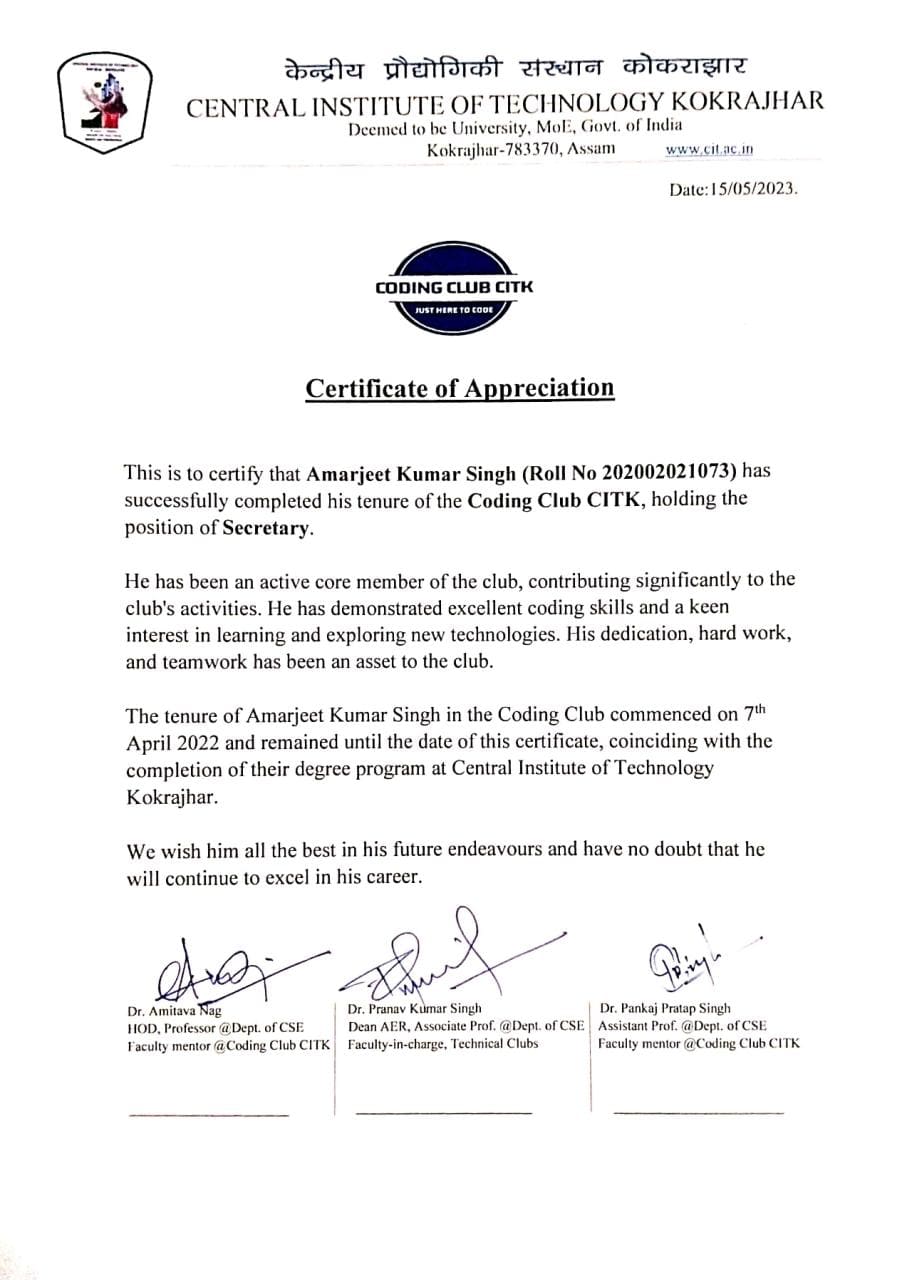 केन्द्रीय प्रौद्योगिकी संस्थान कोकराझार
CENTRAL INSTITUTE OF TECHNOLOGY KOKRAJHAR
Deemed to be University, MoE, Govt. of India
Kokrajhar-783370, Assam www.cit.ac.in
Date:15/05/2023.
CODING CLUB CITK
JUST HERE TO CODE
Certificate of Appreciation
This is to certify that Amarjeet Kumar Singh (Roll No 202002021073) has
successfully completed his tenure of the Coding Club CITK, holding the
position of Secretary.
He has been an active core member of the club, contributing significantly to the
club's activities. He has demonstrated excellent coding skills and a keen
interest in learning and exploring new technologies. His dedication, hard work,
and teamwork has been an asset to the club.
The tenure of Amarjeet Kumar Singh in the Coding Club commenced on 7th
April 2022 and remained until the date of this certificate, coinciding with the
completion of their degree program at Central Institute of Technology
Kokrajhar.
We wish him all the best in his future endeavours and have no doubt that he
will continue to excel in his career.
Dr. Amitava Nag
HOD, Professor @Dept. of CSE
Faculty mentor @Coding Club CITK
Dr. Pranav Kumar Singh
Dean AER, Associate Prof. @Dept. of CSE
Faculty-in-charge, Technical Clubs
Dr. Pankaj Pratap Singh
Assistant Prof. @Dept. of CSE
Faculty mentor @Coding Club CITK